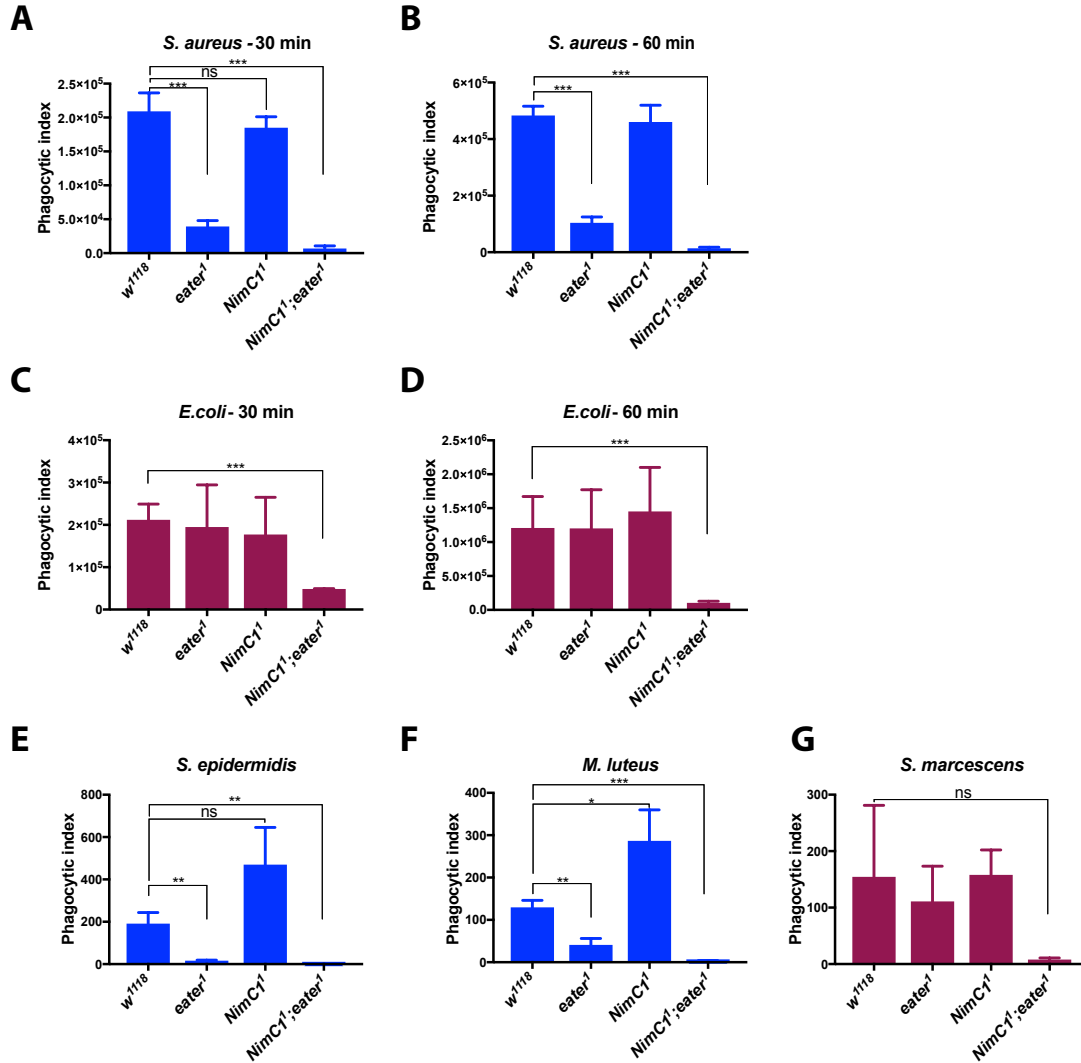 A
S. aureus - 30 min
Phagocytic index
2.5×10⁵
2.0×10⁵
1.5×10⁵
1.0×10⁵
5.0×10⁴
0.0
***
ns
***
w¹¹¹⁸
eater¹
NimC1¹
NimC1¹;eater¹
B
S. aureus - 60 min
Phagocytic index
6×10⁵
4×10⁵
2×10⁵
0
***
***
w¹¹¹⁸
eater¹
NimC1¹
NimC1¹;eater¹
C
E.coli - 30 min
Phagocytic index
4×10⁵
3×10⁵
2×10⁵
1×10⁵
0
***
w¹¹¹⁸
eater¹
NimC1¹
NimC1¹;eater¹
D
E.coli - 60 min
Phagocytic index
2.5×10⁶
2.0×10⁶
1.5×10⁶
1.0×10⁶
5.0×10⁵
0.0
***
w¹¹¹⁸
eater¹
NimC1¹
NimC1¹;eater¹
E
S. epidermidis
Phagocytic index
800
600
400
200
0
**
ns
**
w¹¹¹⁸
eater¹
NimC1¹
NimC1¹;eater¹
F
M. luteus
Phagocytic index
400
300
200
100
0
***
*
**
w¹¹¹⁸
eater¹
NimC1¹
NimC1¹;eater¹
G
S. marcescens
Phagocytic index
300
200
100
0
ns
w¹¹¹⁸
eater¹
NimC1¹
NimC1¹;eater¹